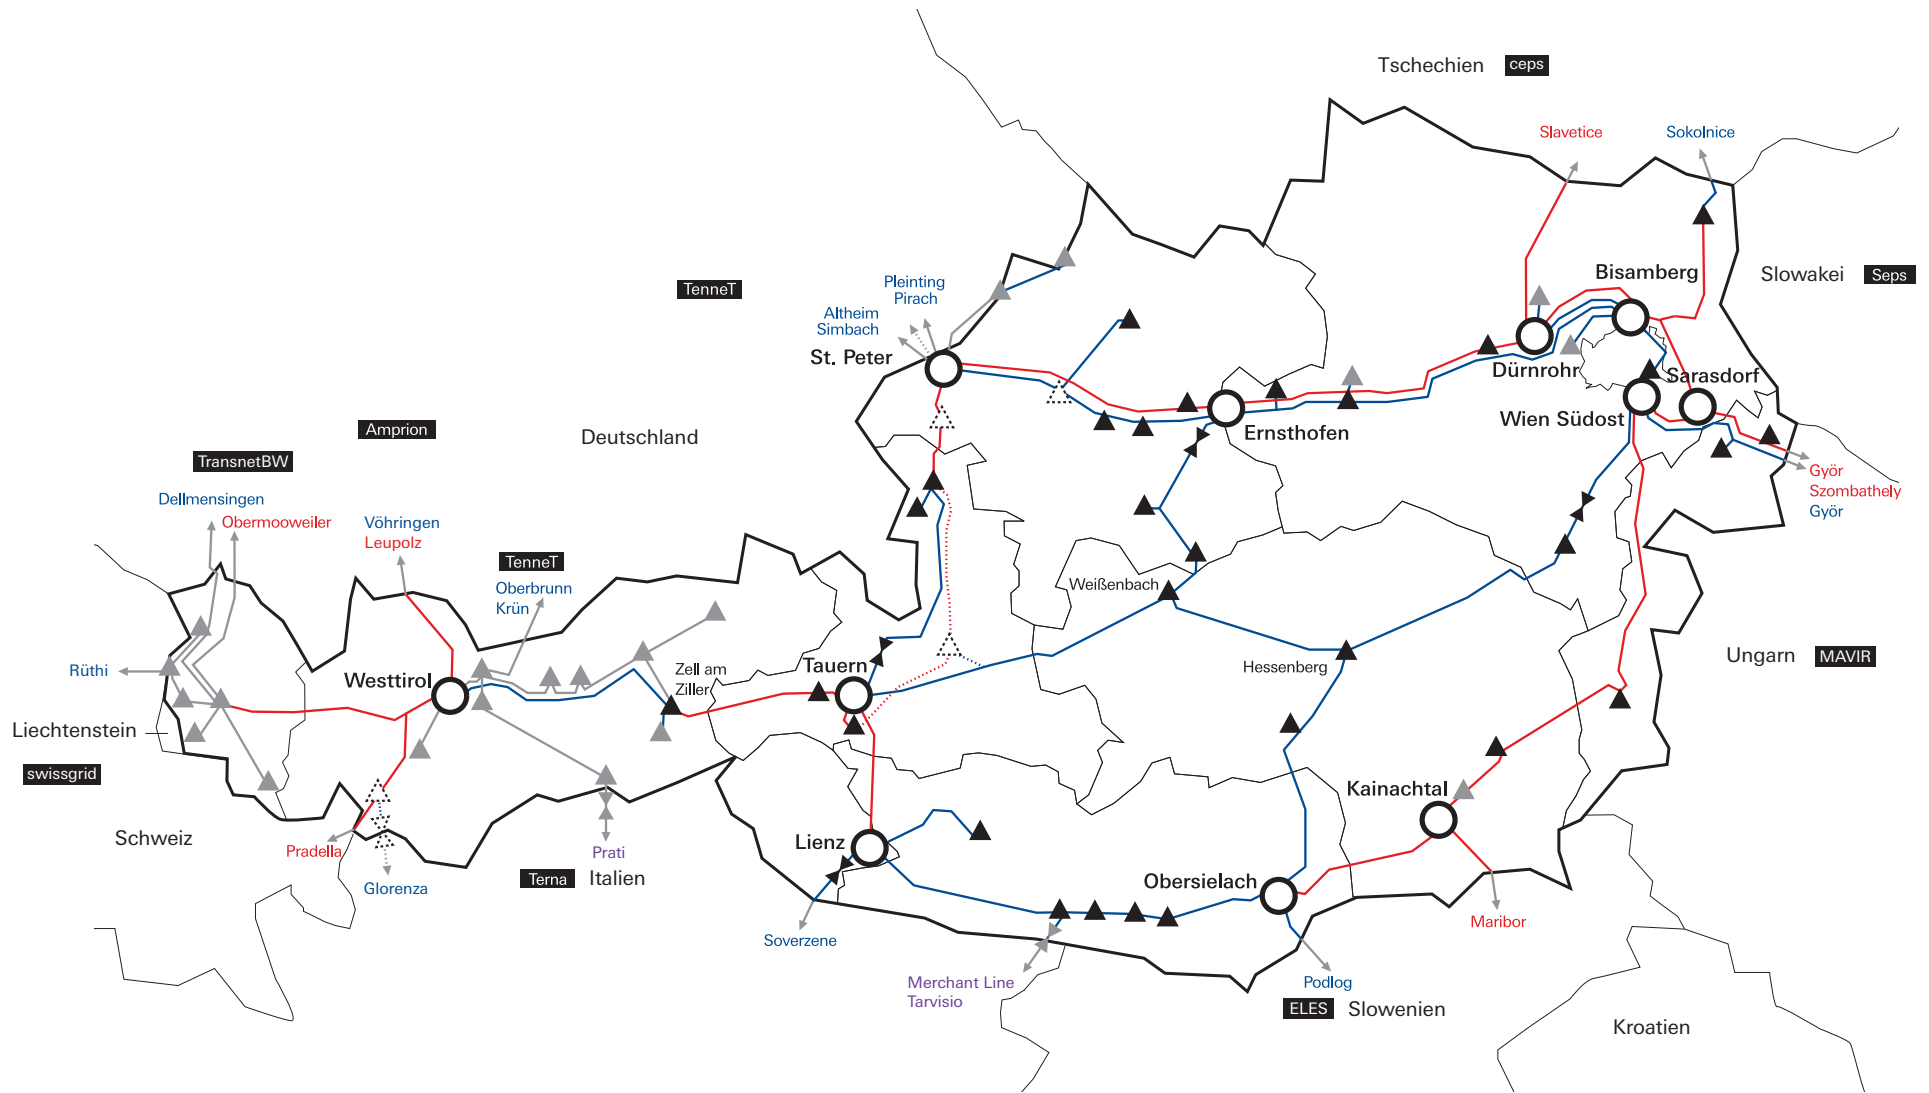 Tschechien
ceps
Slavetice
Sokolnice
Bisamberg
Slowakei
Seps
TenneT
Pleinting
Pirach
Altheim
Simbach
St. Peter
Dürnrohr
Sarasdorf
Wien Südost
Ernsthofen
Amprion
Deutschland
TransnetBW
Dellmensingen
Obermooweiler
Vöhringen
Leupolz
TenneT
Oberbrunn
Krün
Györ
Szombathely
Györ
Weißenbach
Rüthi
Westtirol
Zell am
Ziller
Tauern
Hessenberg
Ungarn
MAVIR
Liechtenstein
swissgrid
Kainachtal
Schweiz
Pradella
Prati
Lienz
Glorenza
Terna
Italien
Obersielach
Soverzene
Maribor
Merchant Line
Tarvisio
Podlog
ELES
Slowenien
Kroatien